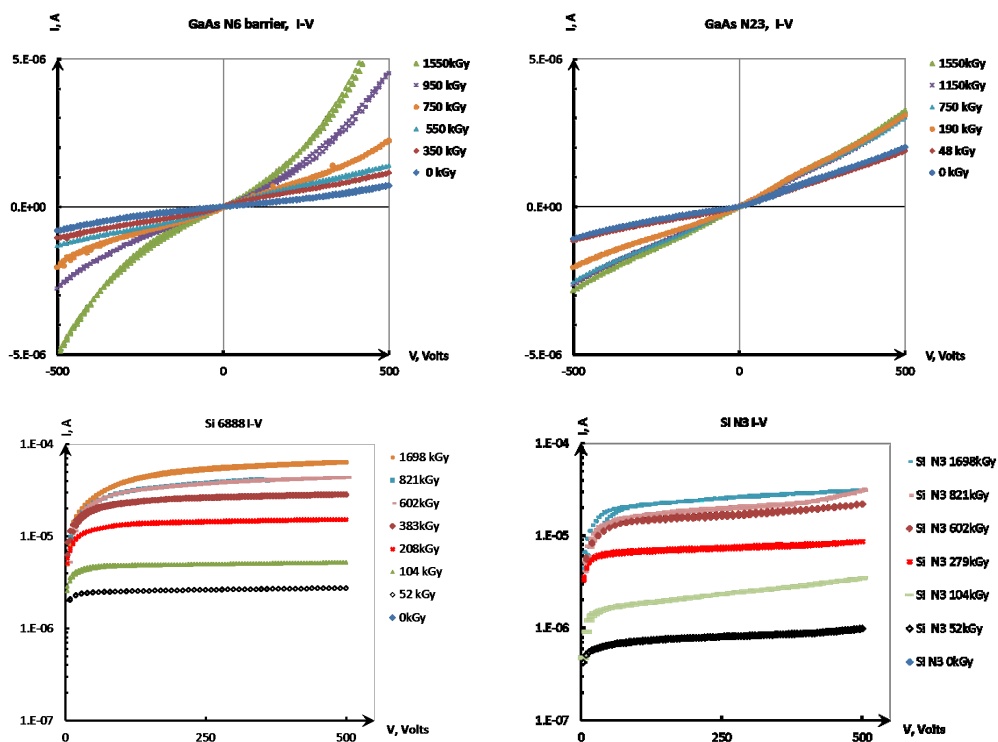 GaAs N6 barrier, I-V
I, A
5.E-06
0.E+00
-5.E-06
-500
0
500
V, Volts
1550kGy
950 kGy
750 kGy
550 kGy
350 kGy
0 kGy
GaAs N23, I-V
I, A
5.E-06
0.E+00
-5.E-06
-500
0
500
V, Volts
1550kGy
1150kGy
750 kGy
190 kGy
48 kGy
0 kGy
Si 6888 I-V
I, A
1.E-04
1.E-05
1.E-06
1.E-07
0
250
500
V, Volts
1698 kGy
821kGy
602kGy
383kGy
208kGy
104 kGy
52 kGy
0kGy
Si N3 I-V
I, A
1.E-04
1.E-05
1.E-06
1.E-07
0
250
500
V, Volts
SI N3 1698kGy
SI N3 821kGy
SI N3 602kGy
SI N3 279kGy
SI N3 104kGy
Si N3 52kGy
SI N3 0kGy